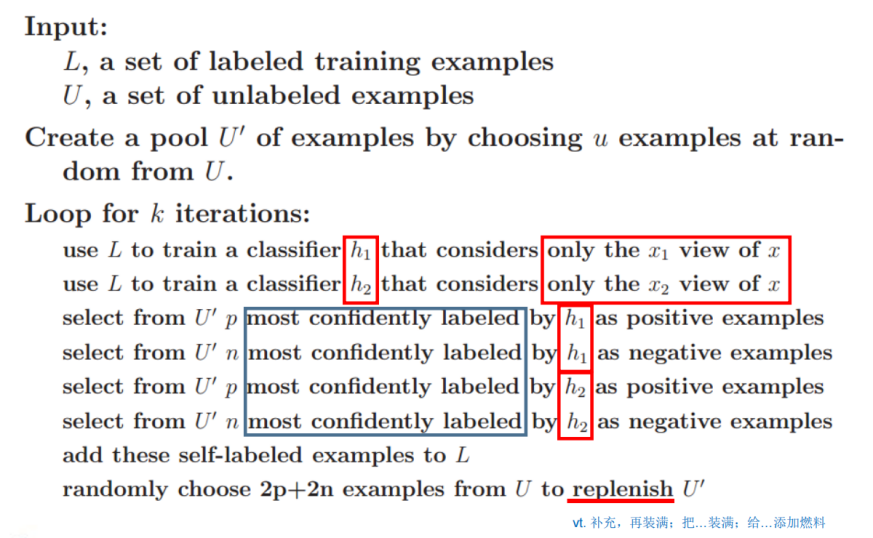 Input:
L, a set of labeled training examples
U, a set of unlabeled examples
Create a pool U′ of examples by choosing u examples at ran-
dom from U.
Loop for k iterations:
use L to train a classifier h₁ that considers only the x₁ view of x
use L to train a classifier h₂ that considers only the x₂ view of x
select from U′ p most confidently labeled by h₁ as positive examples
select from U′ n most confidently labeled by h₁ as negative examples
select from U′ p most confidently labeled by h₂ as positive examples
select from U′ n most confidently labeled by h₂ as negative examples
add these self-labeled examples to L
randomly choose 2p+2n examples from U to replenish U′
vt. 补充，再装满；把…装满；给…添加燃料